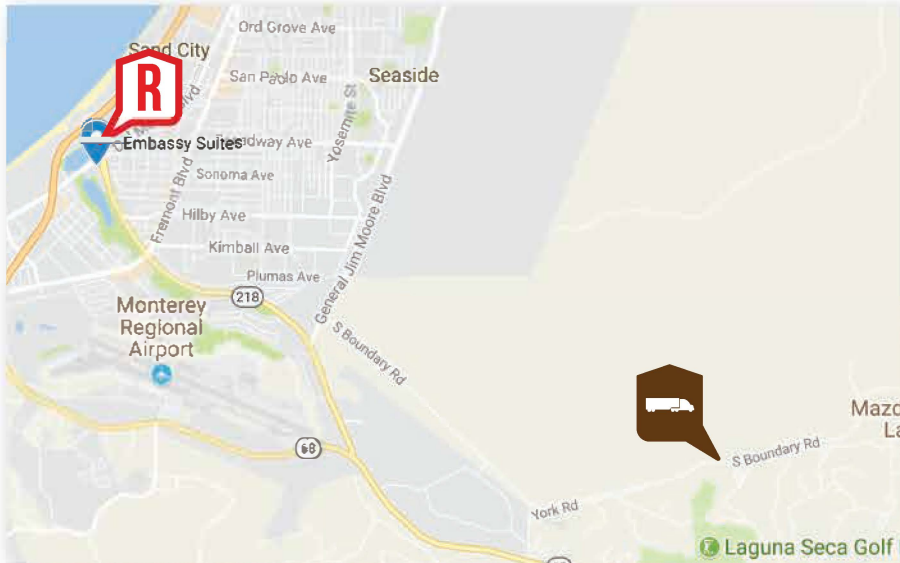 Ord Grove Ave
Sand City
San Pablo Ave
Seaside
R
Yosemite St
Embassy Suites
Broadway Ave
Sonoma Ave
Fremont Blvd
Hilby Ave
Kimball Ave
General Jim Moore Blvd
Plumas Ave
218
Monterey
Regional
Airport
S Boundary Rd
68
S Boundary Rd
York Rd
Laguna Seca Golf